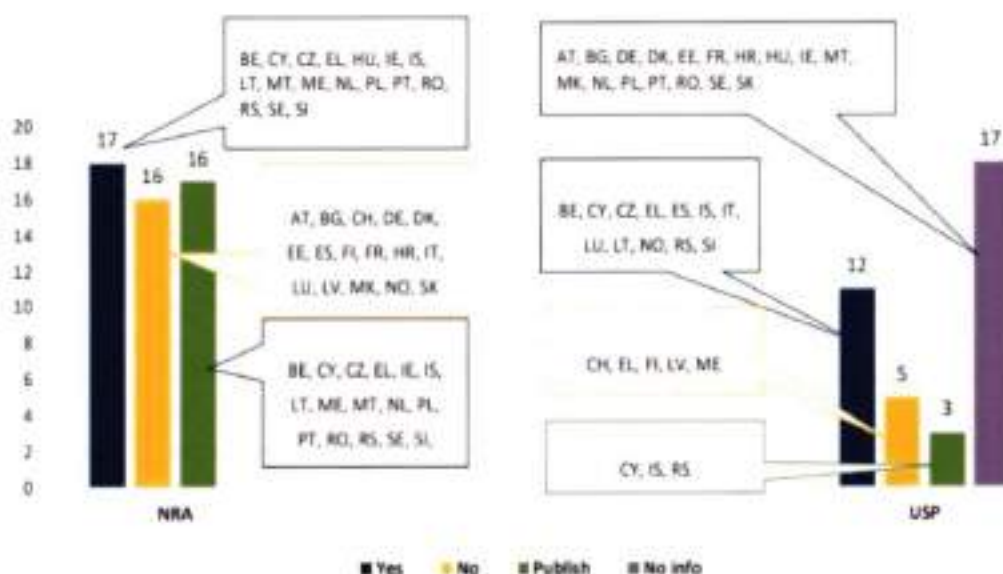 BE, CY, CZ, EL, HU, IE, IS,
LT, MT, ME, NL, PL, PT, RO,
RS, SE, SI
AT, BG, DE, DK, EE, FR, HR, HU, IE, MT,
MK, NL, PL, PT, RO, SE, SK
20
18
16
14
12
10
8
6
4
2
0
17
16
16
AT, BG, CH, DE, DK,
EE, ES, FI, FR, HR, IT,
LU, LV, MK, NO, SK
BE, CY, CZ, EL, IE, IS,
LT, ME, MT, NL, PL,
PT, RO, RS, SE, SI,
NRA
BE, CY, CZ, EL, ES, IS, IT,
LU, LT, NO, RS, SI
CH, EL, FI, LV, ME
CY, IS, RS
12
5
3
17
USP
Yes No Publish No info